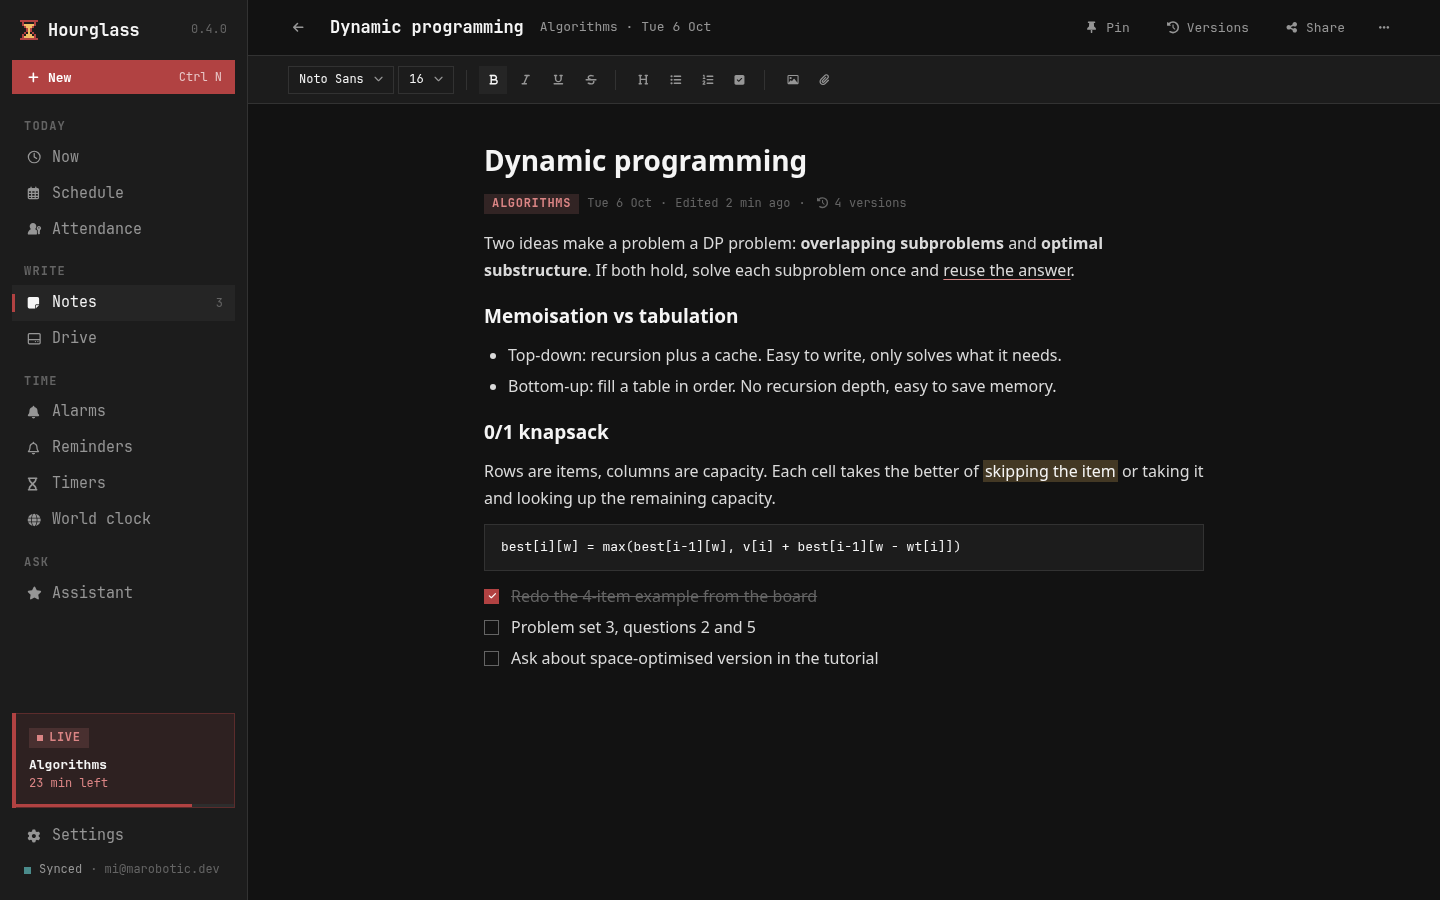 Hourglass 0.4.0
New Ctrl N
TODAY
Now
Schedule
Attendance
WRITE
Notes 3
Drive
TIME
Alarms
Reminders
Timers
World clock
ASK
Assistant
LIVE
Algorithms
23 min left
Settings
Synced · mi@marobotic.dev
Dynamic programming Algorithms · Tue 6 Oct Pin Versions Share
Noto Sans 16 B I U S H
Dynamic programming
ALGORITHMS Tue 6 Oct · Edited 2 min ago · 4 versions
Two ideas make a problem a DP problem: overlapping subproblems and optimal
substructure. If both hold, solve each subproblem once and reuse the answer.
Memoisation vs tabulation
• Top-down: recursion plus a cache. Easy to write, only solves what it needs.
• Bottom-up: fill a table in order. No recursion depth, easy to save memory.
0/1 knapsack
Rows are items, columns are capacity. Each cell takes the better of skipping the item or taking it
and looking up the remaining capacity.
best[i][w] = max(best[i-1][w], v[i] + best[i-1][w - wt[i]])
Redo the 4-item example from the board
Problem set 3, questions 2 and 5
Ask about space-optimised version in the tutorial